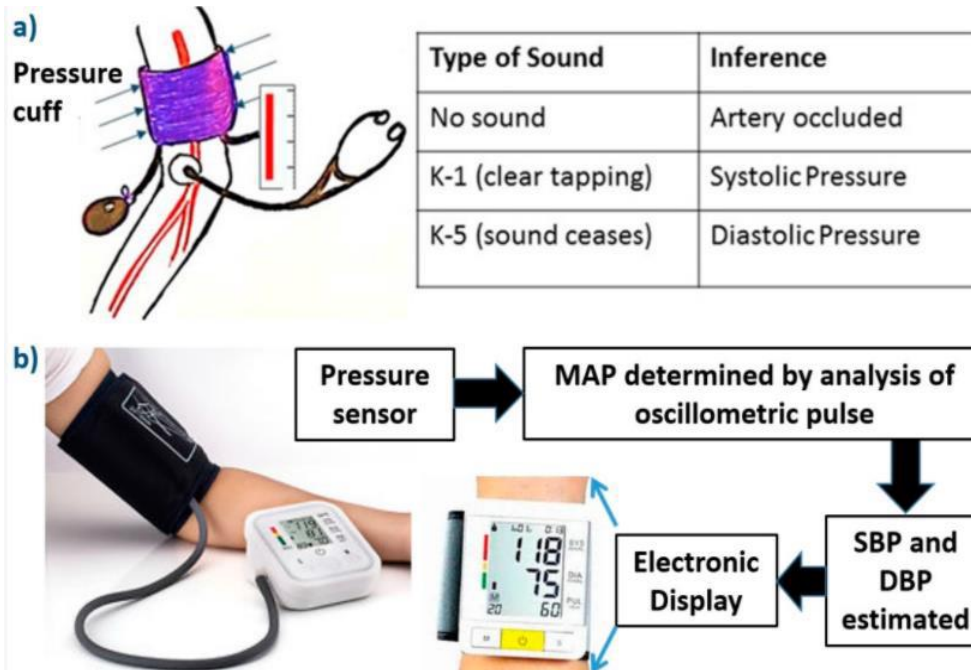 a)
Pressure
cuff
Type of Sound Inference
No sound Artery occluded
K-1 (clear tapping) Systolic Pressure
K-5 (sound ceases) Diastolic Pressure
b)
Pressure
sensor
MAP determined by analysis of
oscillometric pulse
SBP and
DBP
estimated
Electronic
Display
119
SYS
118
DIA
75
PUL
M
20 60
M S